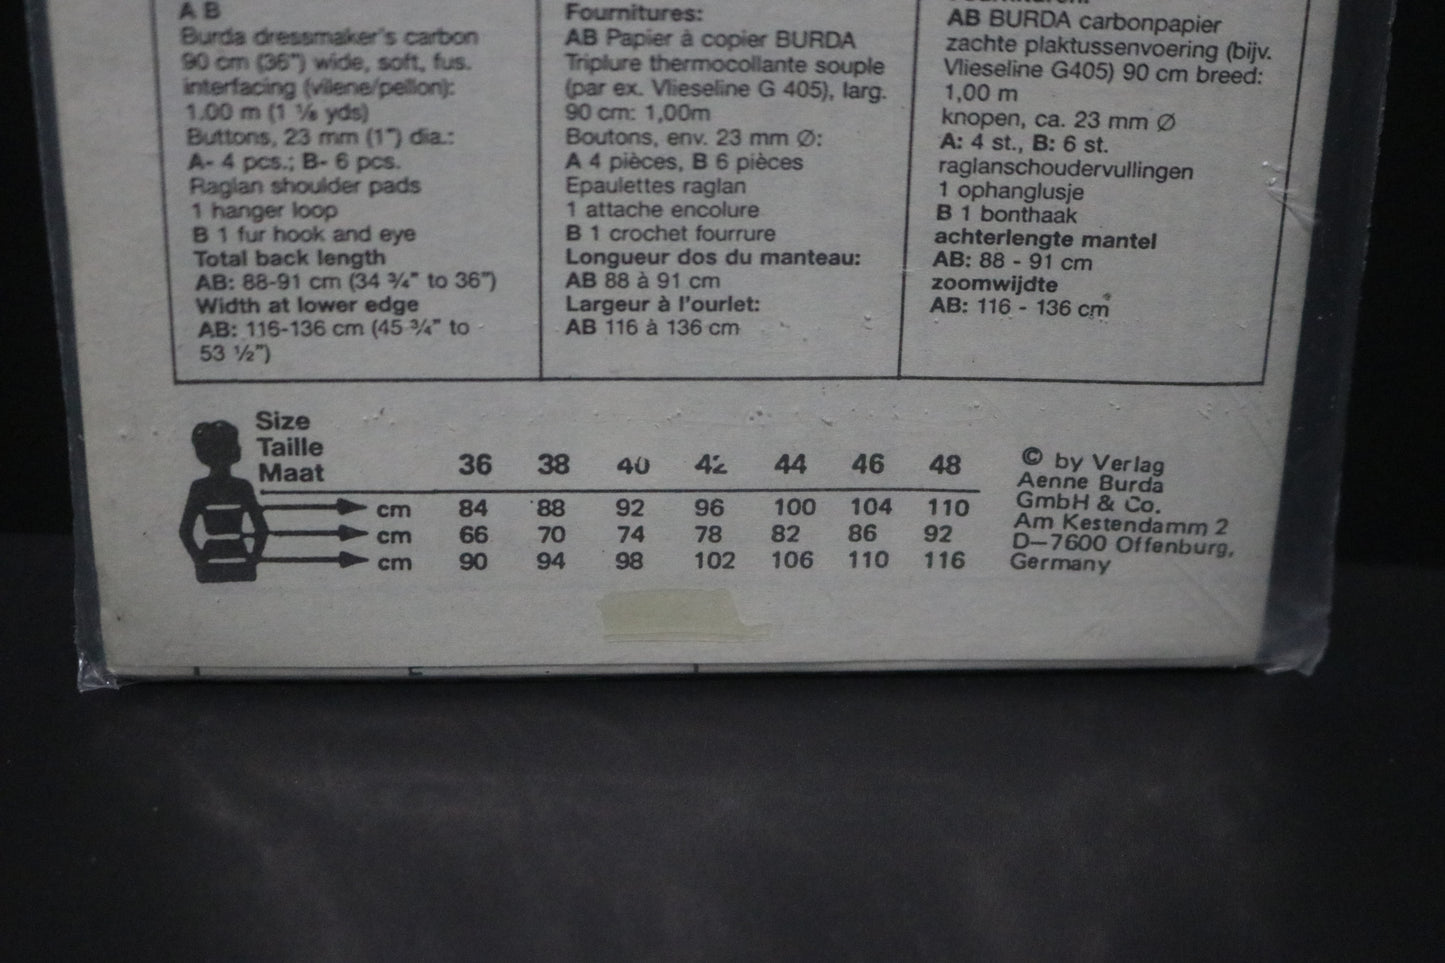 A B
Burda dressmaker's carbon
90 cm (36") wide, soft, fus.
interfacing (vilene/pellon):
1.00 m (1 ⅛ yds)
Buttons, 23 mm (1") dia.:
A- 4 pcs.; B- 6 pcs.
Raglan shoulder pads
1 hanger loop
B 1 fur hook and eye
Total back length
AB: 88-91 cm (34 ¾" to 36")
Width at lower edge
AB: 116-136 cm (45 ¾" to
53 ½")
Fournitures:
AB Papier à copier BURDA
Triplure thermocollante souple
(par ex. Vlieseline G 405), larg.
90 cm: 1,00m
Boutons, env. 23 mm Ø:
A 4 pièces, B 6 pièces
Epaulettes raglan
1 attache encolure
B 1 crochet fourrure
Longueur dos du manteau:
AB 88 à 91 cm
Largeur à l'ourlet:
AB 116 à 136 cm
AB BURDA carbonpapier
zachte plaktussenvoering (bijv.
Vlieseline G405) 90 cm breed:
1,00 m
knopen, ca. 23 mm Ø
A: 4 st., B: 6 st.
raglanschoudervullingen
1 ophanglusje
B 1 bonthaak
achterlengte mantel
AB: 88 - 91 cm
zoomwijdte
AB: 116 - 136 cm
Size
Taille
Maat 36 38 40 42 44 46 48
cm 84 88 92 96 100 104 110
cm 66 70 74 78 82 86 92
cm 90 94 98 102 106 110 116
© by Verlag
Aenne Burda
GmbH & Co.
Am Kestendamm 2
D—7600 Offenburg,
Germany